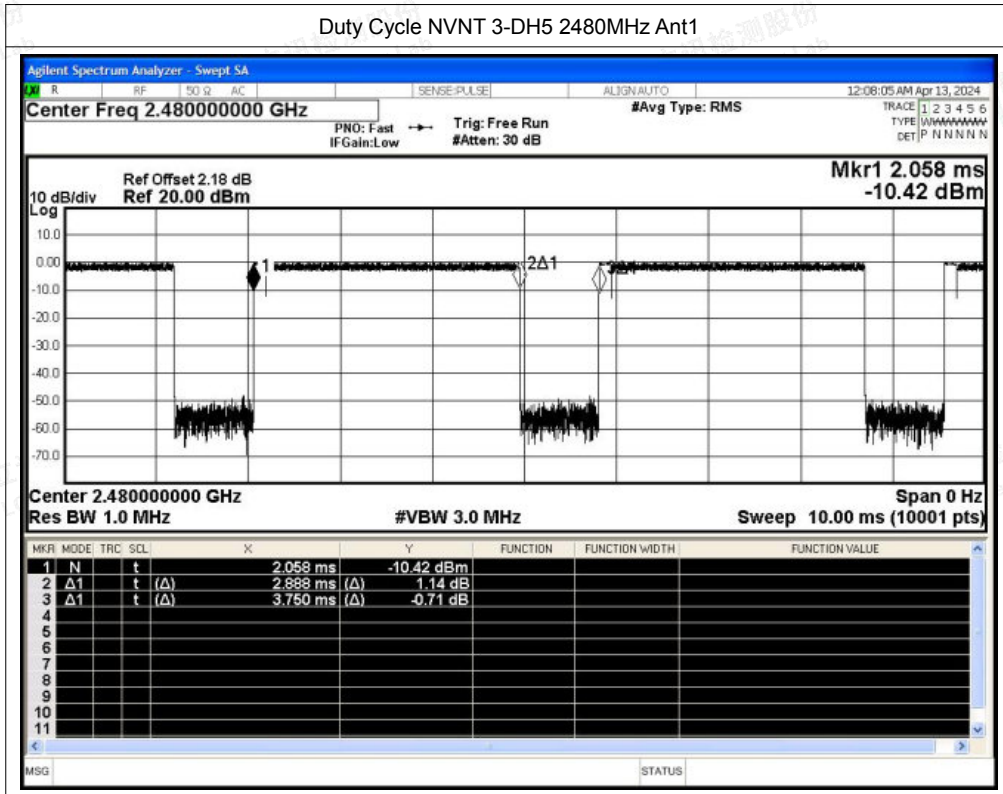 Duty Cycle NVNT 3-DH5 2480MHz Ant1
Agilent Spectrum Analyzer - Swept SA
LXI R RF 50 Ω AC SENSE:PULSE ALIGNAUTO 12:08:05 AM Apr 13, 2024
Center Freq 2.480000000 GHz #Avg Type: RMS TRACE 1 2 3 4 5 6
PNO: Fast Trig: Free Run TYPE WWWWWW
IFGain:Low #Atten: 30 dB DET P N N N N N
Mkr1 2.058 ms
Ref Offset 2.18 dB
10 dB/div Ref 20.00 dBm -10.42 dBm
Log
10.0
0.00
1 2Δ1
-10.0
-20.0
-30.0
-40.0
-50.0
-60.0
-70.0
Center 2.480000000 GHz Span 0 Hz
Res BW 1.0 MHz #VBW 3.0 MHz Sweep 10.00 ms (10001 pts)
MKR MODE TRC SCL X Y FUNCTION FUNCTION WIDTH FUNCTION VALUE
1 N t 2.058 ms -10.42 dBm
2 Δ1 t (Δ) 2.888 ms (Δ) 1.14 dB
3 Δ1 t (Δ) 3.750 ms (Δ) -0.71 dB
4
5
6
7
8
9
10
11
MSG STATUS